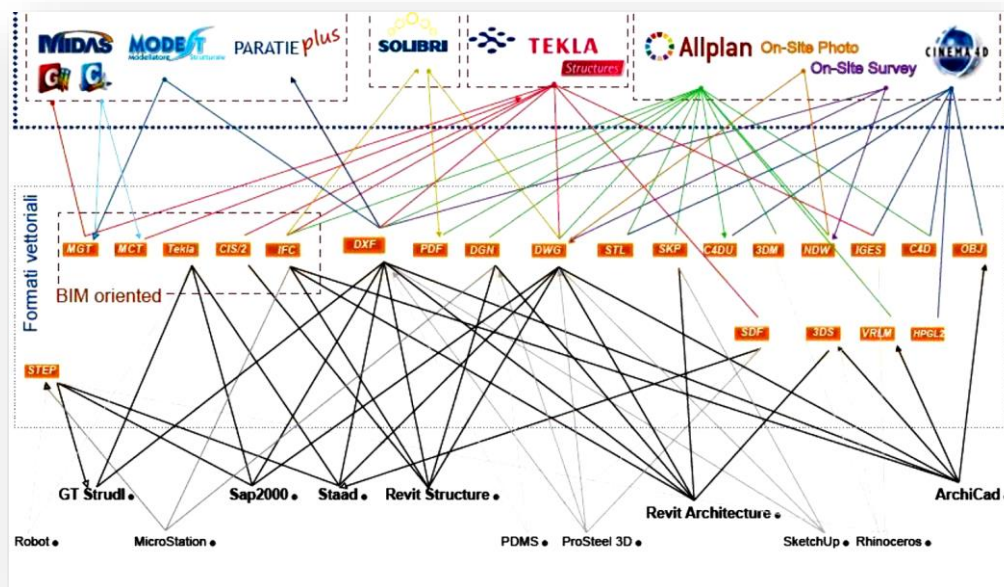 MIDAS
MODEST
Modellatore Strutturale
PARATIE plus
SOLIBRI
TEKLA
Structures
Allplan
On-Site Photo
On-Site Survey
CINEMA 4D
G
C
Formati vettoriali
MGT
MCT
Tekla
CIS/2
IFC
DXF
PDF
DGN
DWG
STL
SKP
C4DU
3DM
NDW
IGES
C4D
OBJ
BIM oriented
SDF
3DS
VRLM
HPGL2
STEP
GT Strudl
Sap2000
Staad
Revit Structure
Revit Architecture
ArchiCad
Robot
MicroStation
PDMS
ProSteel 3D
SketchUp
Rhinoceros